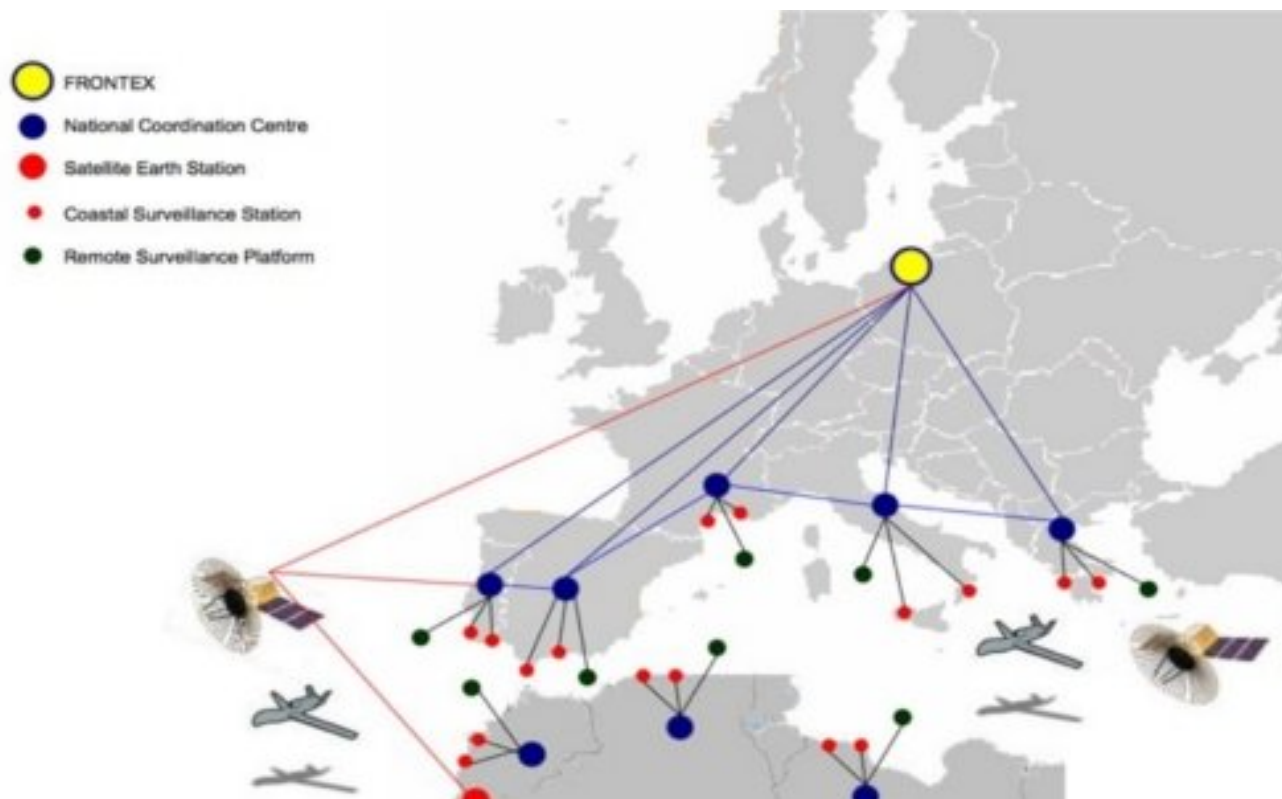 FRONTEX
National Coordination Centre
Satellite Earth Station
Coastal Surveillance Station
Remote Surveillance Platform